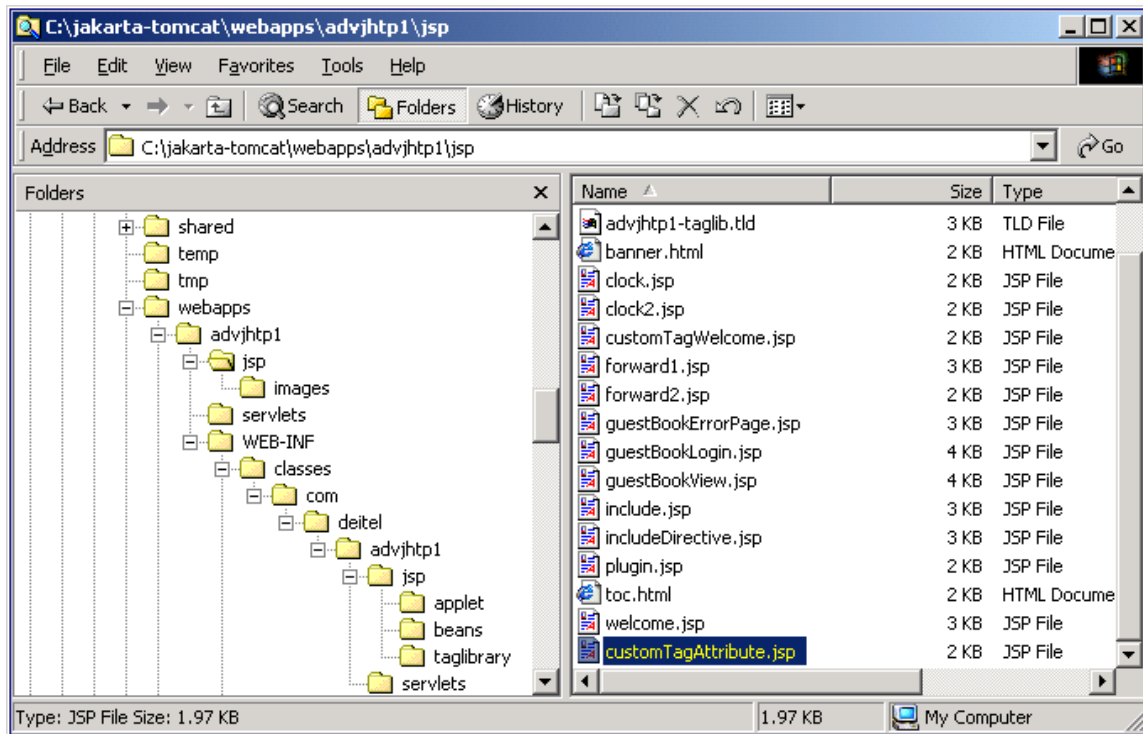 C:\jakarta-tomcat\webapps\advjhtp1\jsp
File Edit View Favorites Tools Help
Back Search Folders History
Address C:\jakarta-tomcat\webapps\advjhtp1\jsp Go
Folders
shared
temp
tmp
webapps
advjhtp1
jsp
images
servlets
WEB-INF
classes
com
deitel
advjhtp1
jsp
applet
beans
taglibrary
servlets
Name Size Type
advjhtp1-taglib.tld 3 KB TLD File
banner.html 2 KB HTML Docume
clock.jsp 2 KB JSP File
clock2.jsp 2 KB JSP File
customTagWelcome.jsp 2 KB JSP File
forward1.jsp 3 KB JSP File
forward2.jsp 2 KB JSP File
guestBookErrorPage.jsp 3 KB JSP File
guestBookLogin.jsp 4 KB JSP File
guestBookView.jsp 4 KB JSP File
include.jsp 3 KB JSP File
includeDirective.jsp 3 KB JSP File
plugin.jsp 2 KB JSP File
toc.html 2 KB HTML Docume
welcome.jsp 3 KB JSP File
customTagAttribute.jsp 2 KB JSP File
Type: JSP File Size: 1.97 KB 1.97 KB My Computer